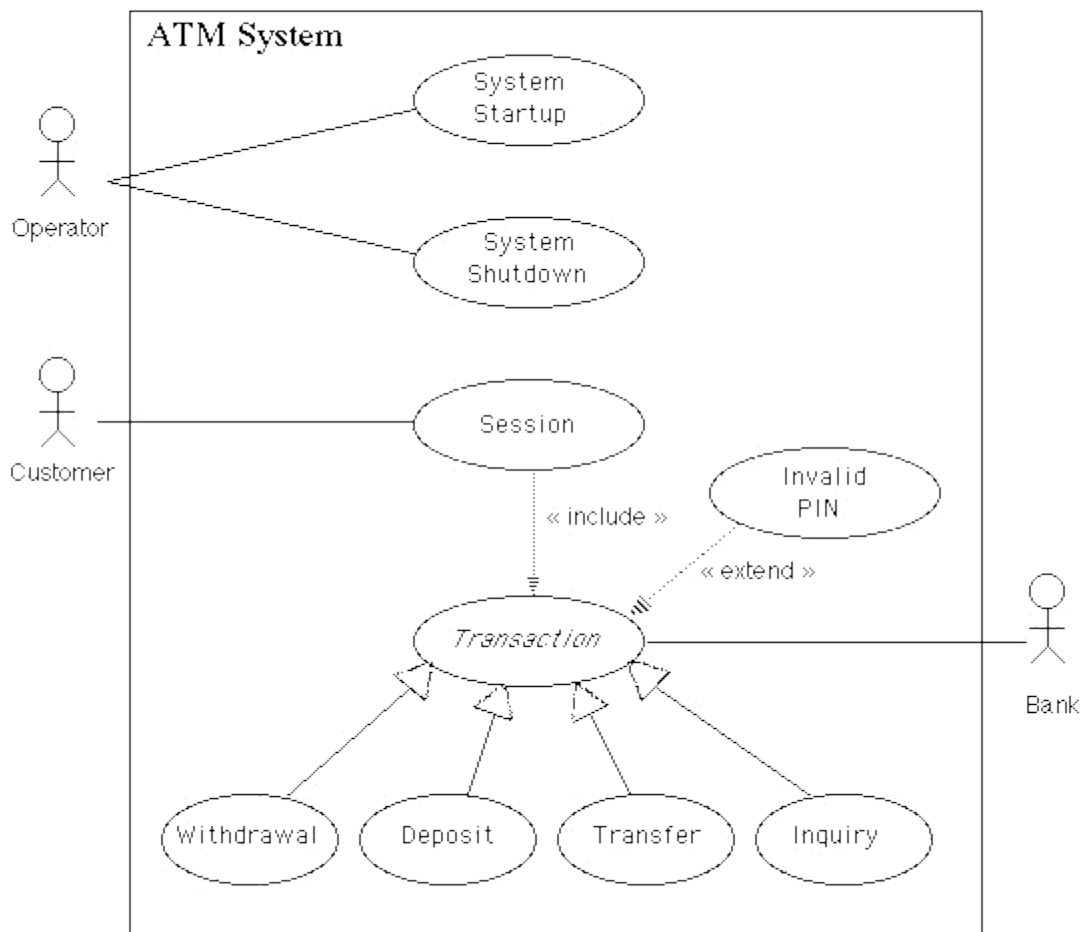 ATM System
System
Startup
Operator
System
Shutdown
Session
Customer
Invalid
PIN
« include »
« extend »
Transaction
Bank
Withdrawal
Deposit
Transfer
Inquiry